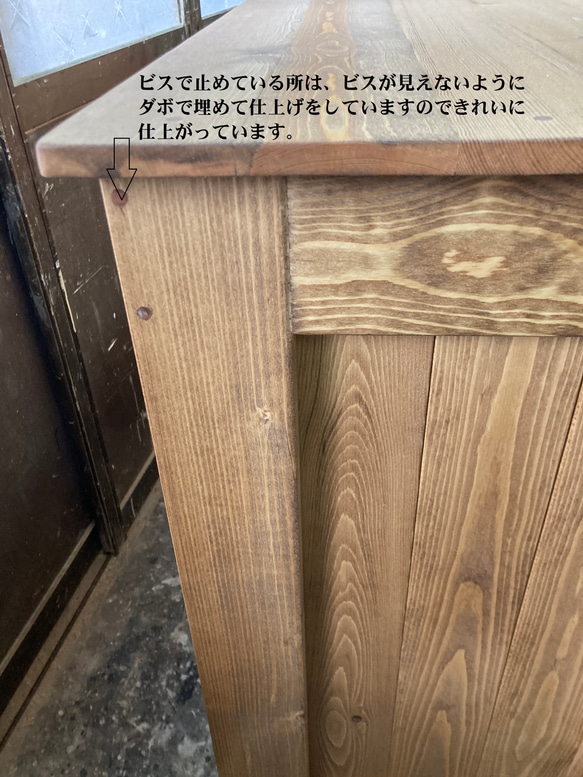 ビスで止めている所は、ビスが見えないように
ダボで埋めて仕上げをしていますのできれいに
仕上がっています。